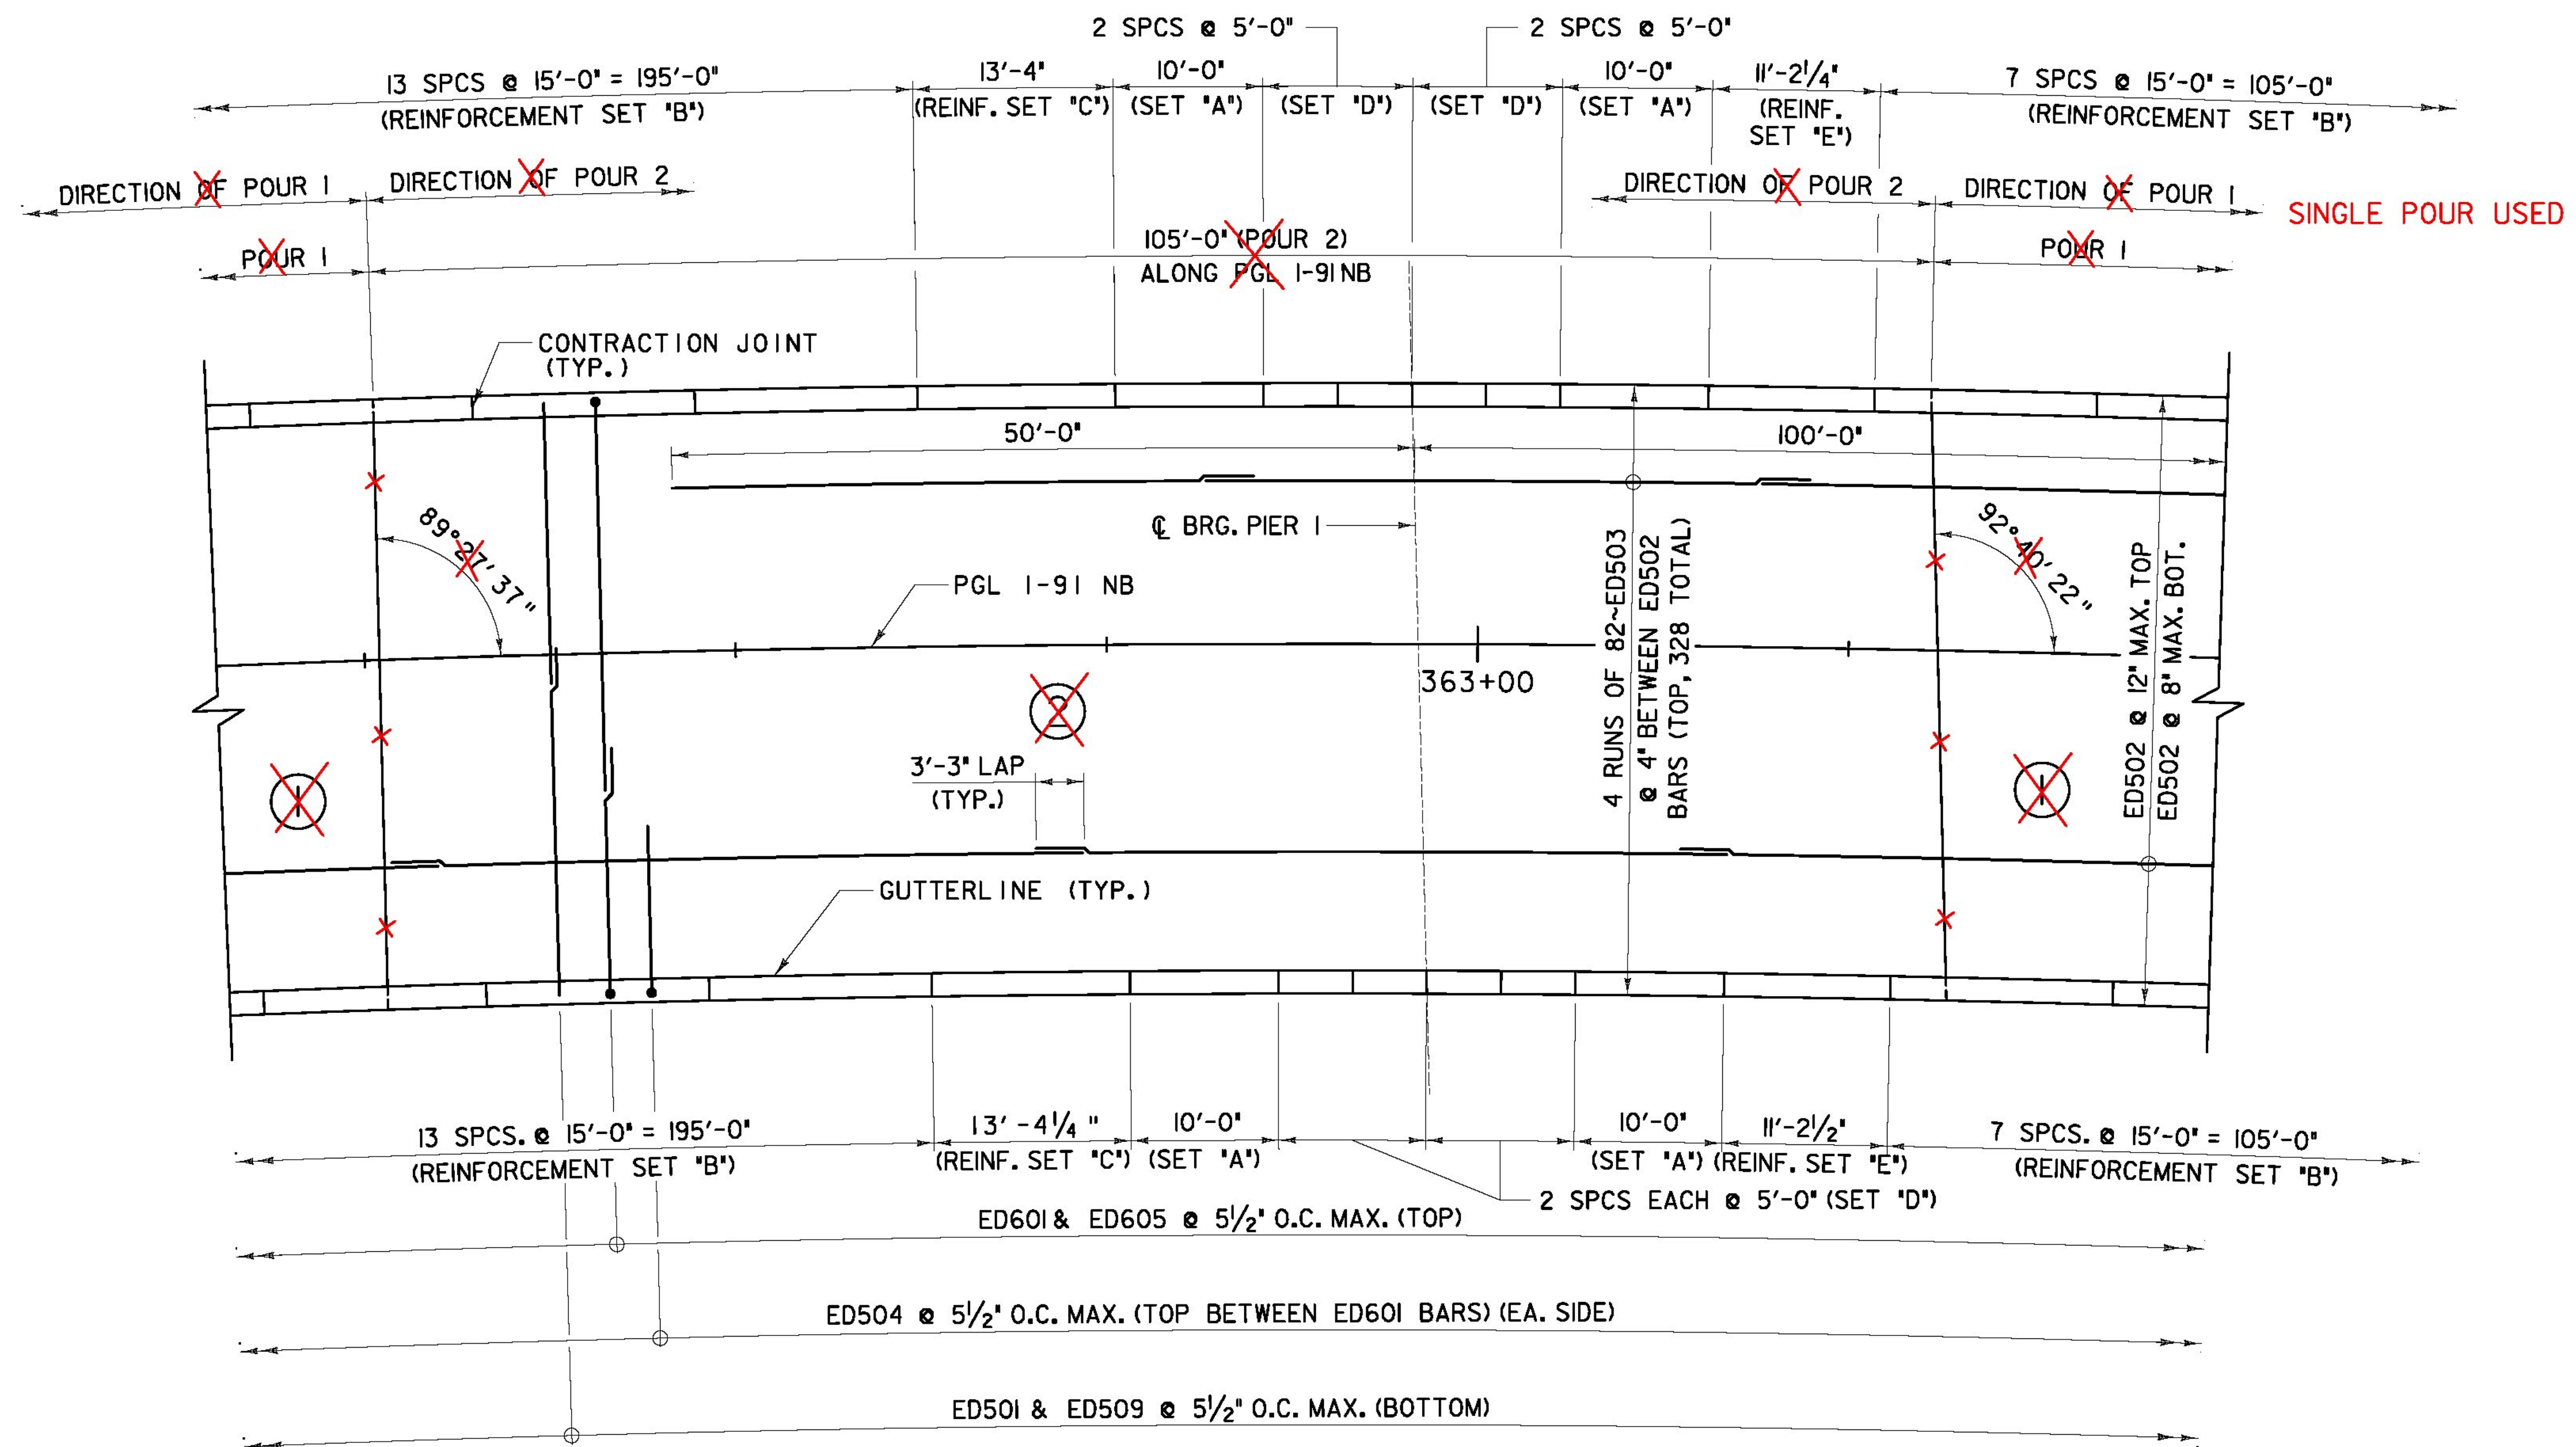 2 SPCS @ 5'-0"
2 SPCS @ 5'-0"
13 SPCS @ 15'-0" = 195'-0"
(REINFORCEMENT SET "B")
13'-4"
(REINF. SET "C")
10'-0"
(SET "A")
(SET "D")
(SET "D")
10'-0"
(SET "A")
11'-2 1/4"
(REINF.
SET "E")
7 SPCS @ 15'-0" = 105'-0"
(REINFORCEMENT SET "B")
DIRECTION OF POUR 1
DIRECTION OF POUR 2
DIRECTION OF POUR 2
DIRECTION OF POUR 1
SINGLE POUR USED
POUR 1
105'-0" (POUR 2)
ALONG PGL I-91 NB
POUR 1
CONTRACTION JOINT
(TYP.)
50'-0"
100'-0"
89°27'37"
℄ BRG. PIER 1
92°40'22"
PGL I-91 NB
363+00
2
3'-3" LAP
(TYP.)
1
1
4 RUNS OF 82~ED503
@ 4" BETWEEN ED502
BARS (TOP, 328 TOTAL)
ED502 @ 12" MAX. TOP
ED502 @ 8" MAX. BOT.
GUTTERLINE (TYP.)
13 SPCS. @ 15'-0" = 195'-0"
(REINFORCEMENT SET "B")
13'-4 1/4"
(REINF. SET "C")
10'-0"
(SET "A")
10'-0"
(SET "A")
11'-2 1/2"
(REINF. SET "E")
7 SPCS. @ 15'-0" = 105'-0"
(REINFORCEMENT SET "B")
2 SPCS EACH @ 5'-0" (SET "D")
ED601 & ED605 @ 5 1/2" O.C. MAX. (TOP)
ED504 @ 5 1/2" O.C. MAX. (TOP BETWEEN ED601 BARS) (EA. SIDE)
ED501 & ED509 @ 5 1/2" O.C. MAX. (BOTTOM)